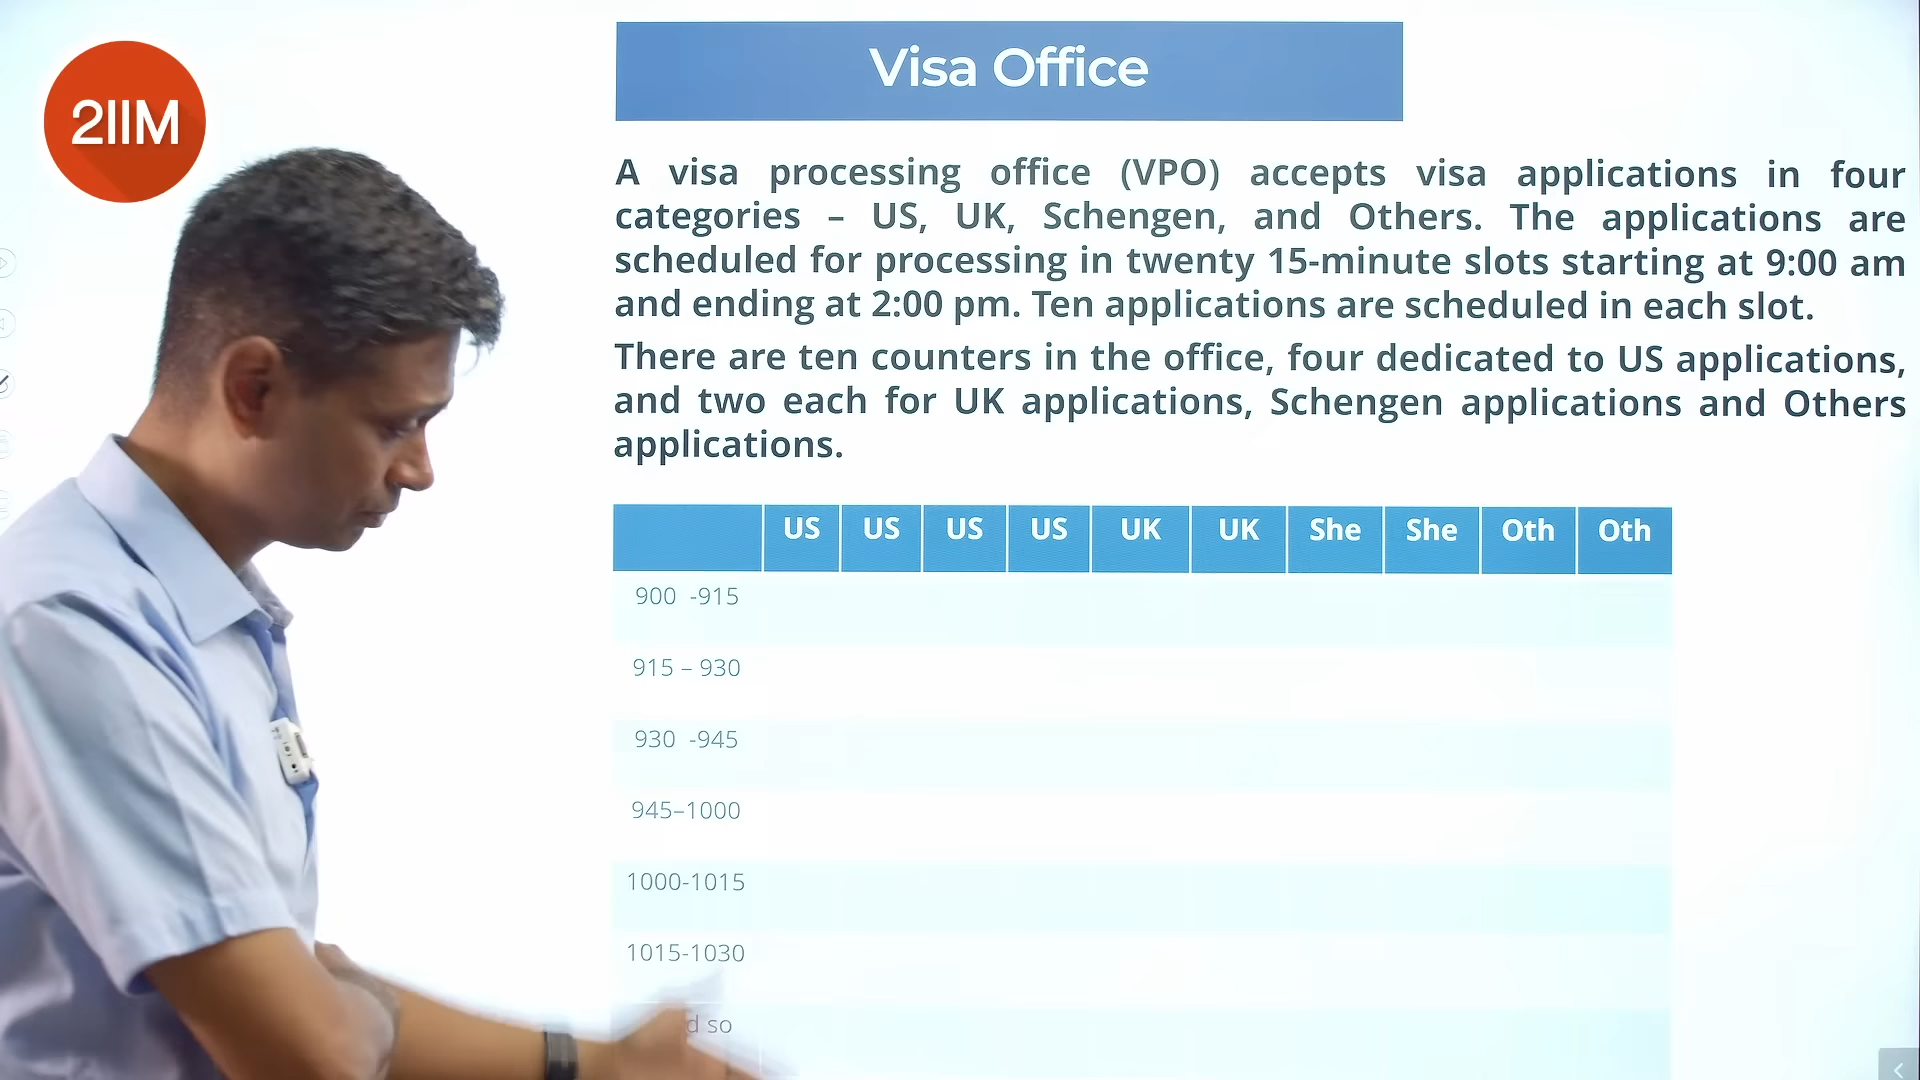 2IIM
Visa Office
A visa processing office (VPO) accepts visa applications in four
categories – US, UK, Schengen, and Others. The applications are
scheduled for processing in twenty 15-minute slots starting at 9:00 am
and ending at 2:00 pm. Ten applications are scheduled in each slot.
There are ten counters in the office, four dedicated to US applications,
and two each for UK applications, Schengen applications and Others
applications.
US US US US UK UK She She Oth Oth
900 -915
915 – 930
930 -945
945–1000
1000-1015
1015-1030
so